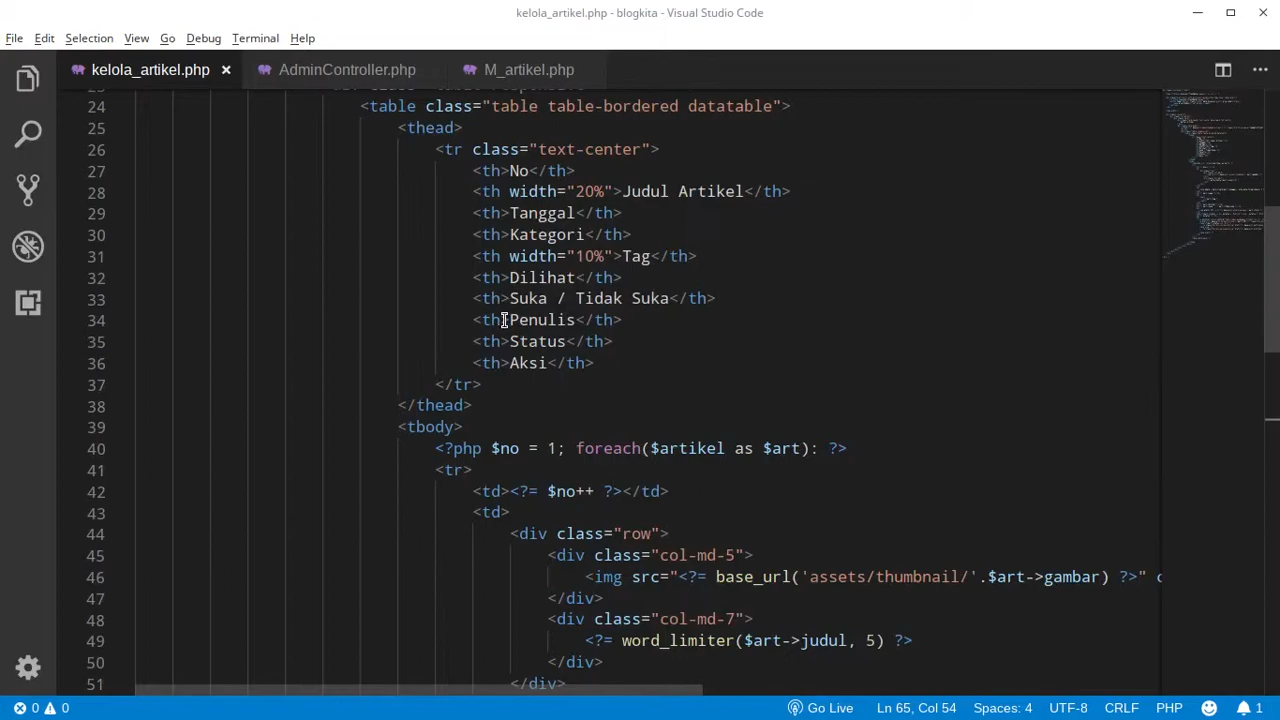 kelola_artikel.php - blogkita - Visual Studio Code
File Edit Selection View Go Debug Terminal Help
kelola_artikel.php AdminController.php M_artikel.php
24 <table class="table table-bordered datatable">
25 <thead>
26 <tr class="text-center">
27 <th>No</th>
28 <th width="20%">Judul Artikel</th>
29 <th>Tanggal</th>
30 <th>Kategori</th>
31 <th width="10%">Tag</th>
32 <th>Dilihat</th>
33 <th>Suka / Tidak Suka</th>
34 <th>Penulis</th>
35 <th>Status</th>
36 <th>Aksi</th>
37 </tr>
38 </thead>
39 <tbody>
40 <?php $no = 1; foreach($artikel as $art): ?>
41 <tr>
42 <td><?= $no++ ?></td>
43 <td>
44 <div class="row">
45 <div class="col-md-5">
46 <img src="<?= base_url('assets/thumbnail/'.$art->gambar) ?>" c
47 </div>
48 <div class="col-md-7">
49 <?= word_limiter($art->judul, 5) ?>
50 </div>
51 </div>
0 0 Go Live Ln 65, Col 54 Spaces: 4 UTF-8 CRLF PHP 1